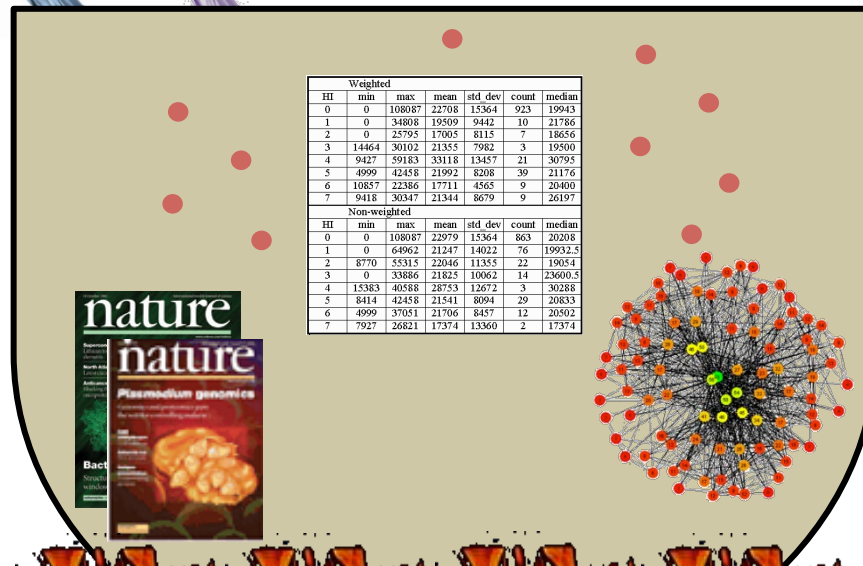 Weighted
HI min max mean std_dev count median
0 0 108087 22708 15364 923 19943
1 0 34808 19509 9442 10 21786
2 0 25795 17005 8115 7 18656
3 14464 30102 21355 7982 3 19500
4 9427 59183 33118 13457 21 30795
5 4999 42458 21992 8208 39 21176
6 10857 22386 17711 4565 9 20400
7 9418 30347 21344 8679 9 26197
Non-weighted
HI min max mean std_dev count median
0 0 108087 22979 15364 863 20208
1 0 64962 21247 14022 76 19932.5
2 8770 55315 22046 11355 22 19054
3 0 33886 21825 10062 14 23600.5
4 15383 40588 28753 12672 3 30288
5 8414 42458 21541 8094 29 20833
6 4999 37051 21706 8457 12 20502
7 7927 26821 17374 13360 2 17374
nature
nature
Plasmodium genomics
Bact